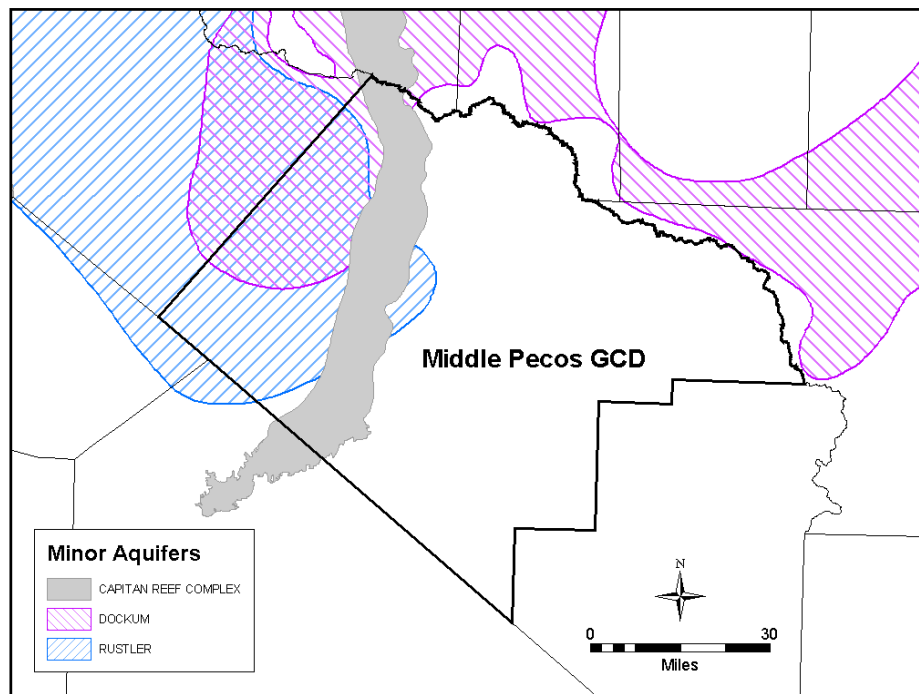 Middle Pecos GCD
Minor Aquifers
CAPITAN REEF COMPLEX
DOCKUM
RUSTLER
N
0 30
Miles